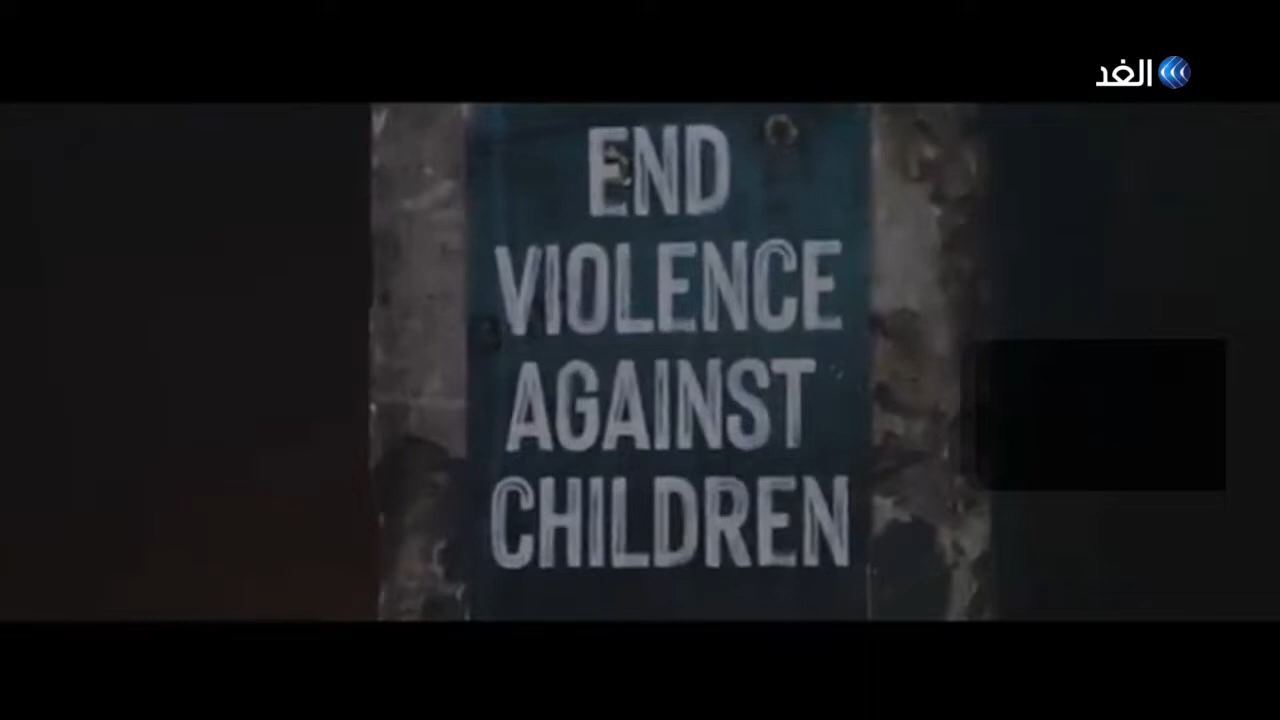 الغد
END
VIOLENCE
AGAINST
CHILDREN